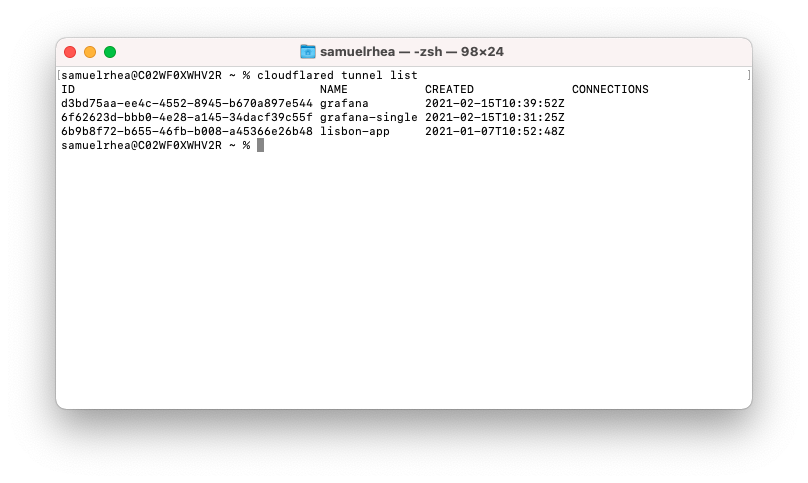 samuelrhea — -zsh — 98×24
[samuelrhea@C02WF0XWHV2R ~ % cloudflared tunnel list ]
ID NAME CREATED CONNECTIONS
d3bd75aa-ee4c-4552-8945-b670a897e544 grafana 2021-02-15T10:39:52Z
6f62623d-bbb0-4e28-a145-34dacf39c55f grafana-single 2021-02-15T10:31:25Z
6b9b8f72-b655-46fb-b008-a45366e26b48 lisbon-app 2021-01-07T10:52:48Z
samuelrhea@C02WF0XWHV2R ~ %